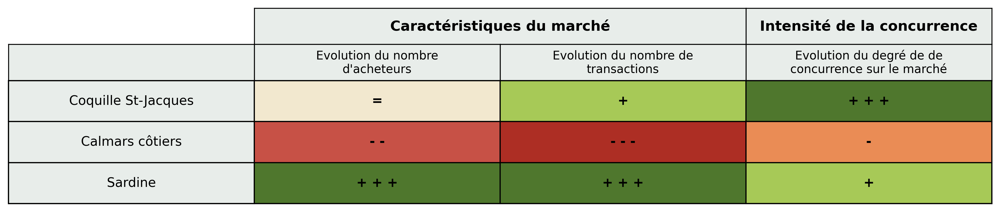 Caractéristiques du marché
Intensité de la concurrence
Evolution du nombre
d'acheteurs
Evolution du nombre de
transactions
Evolution du degré de de
concurrence sur le marché
Coquille St-Jacques
=
+
+ + +
Calmars côtiers
- -
- - -
-
Sardine
+ + +
+ + +
+